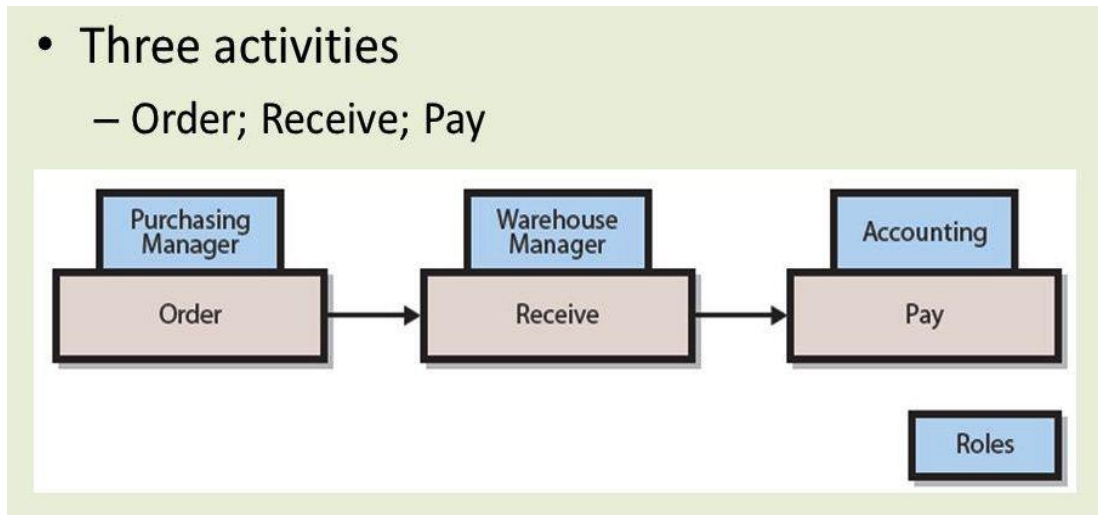 • Three activities
– Order; Receive; Pay
Purchasing
Manager
Order
Warehouse
Manager
Receive
Accounting
Pay
Roles